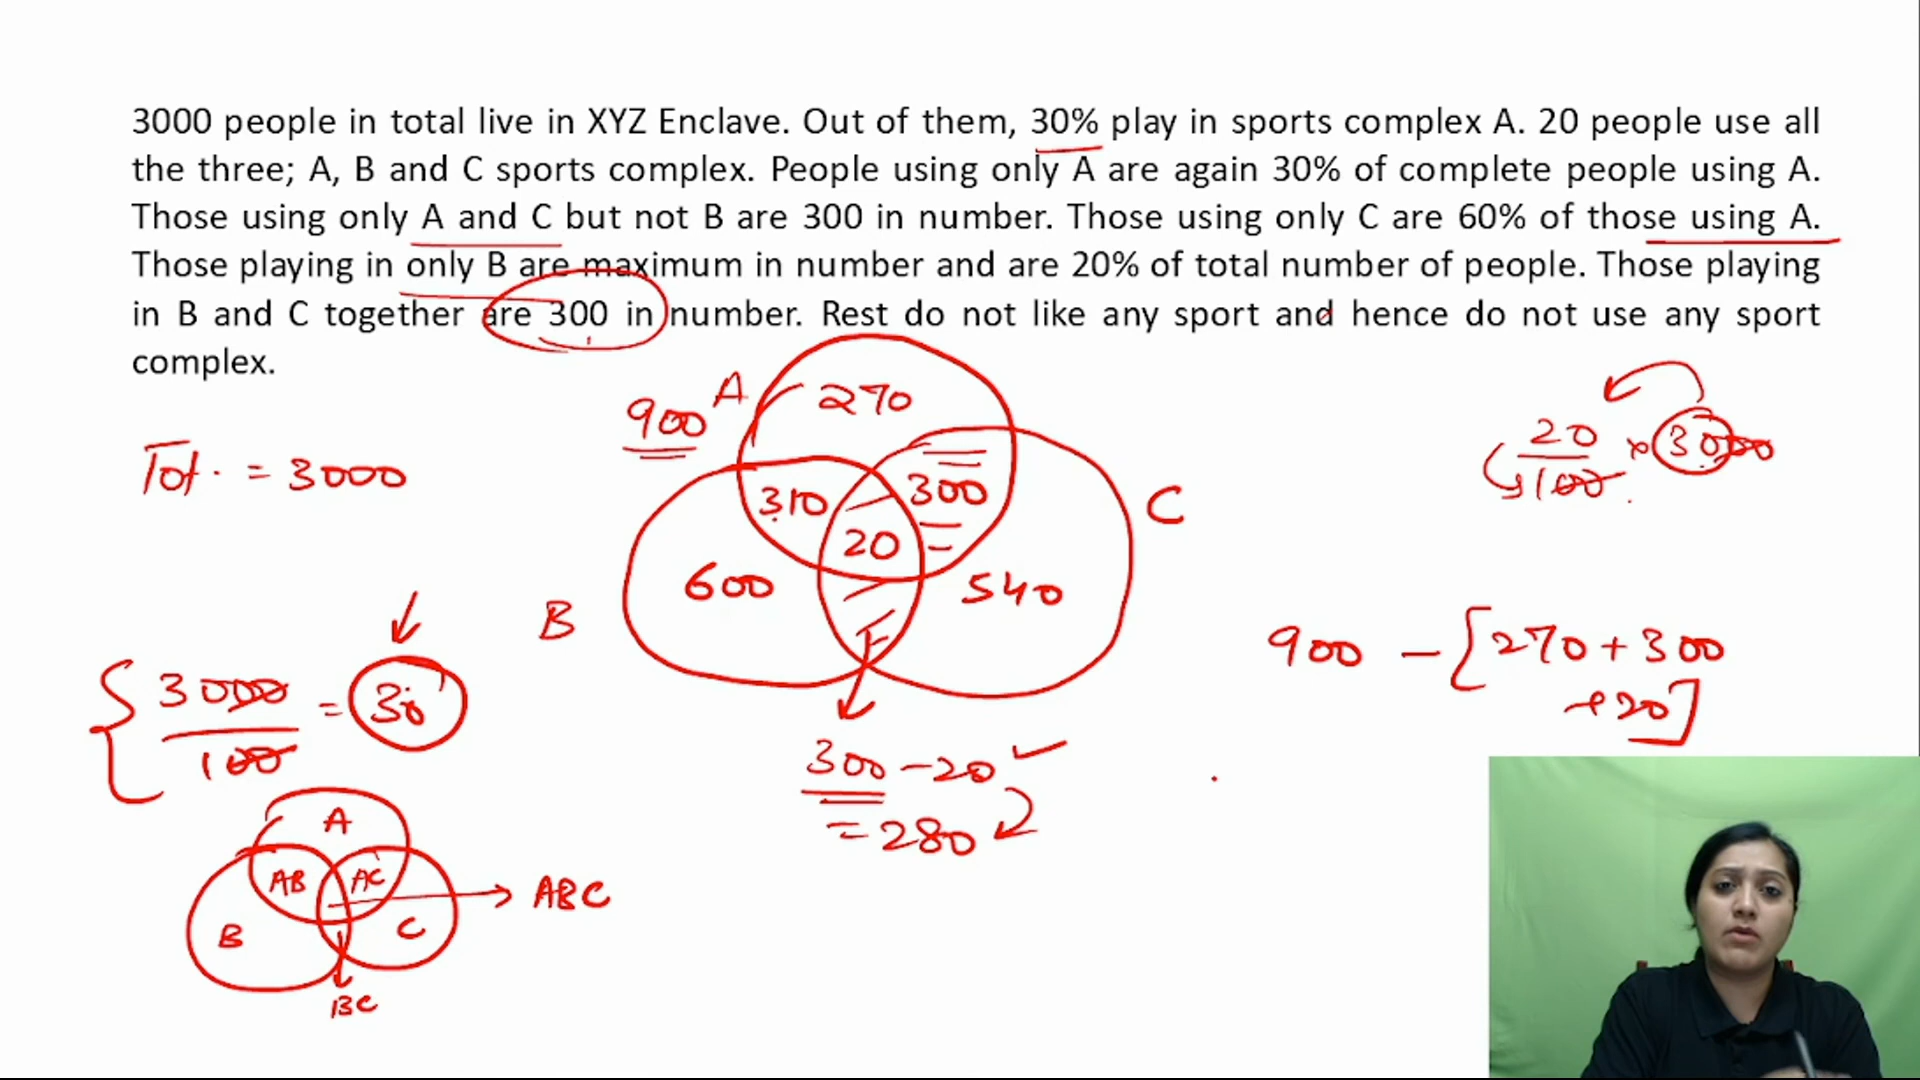 3000 people in total live in XYZ Enclave. Out of them, 30% play in sports complex A. 20 people use all
the three; A, B and C sports complex. People using only A are again 30% of complete people using A.
Those using only A and C but not B are 300 in number. Those using only C are 60% of those using A.
Those playing in only B are maximum in number and are 20% of total number of people. Those playing
in B and C together are 300 in number. Rest do not like any sport and hence do not use any sport
complex.
A
270
900
20
100
× 3000
Tot. = 3000
310
300
C
20
600
540
B
900 - [270 + 300
+20]
3000
100
= 30
300 - 20
= 280
A
AB
AC
ABC
B
C
BC